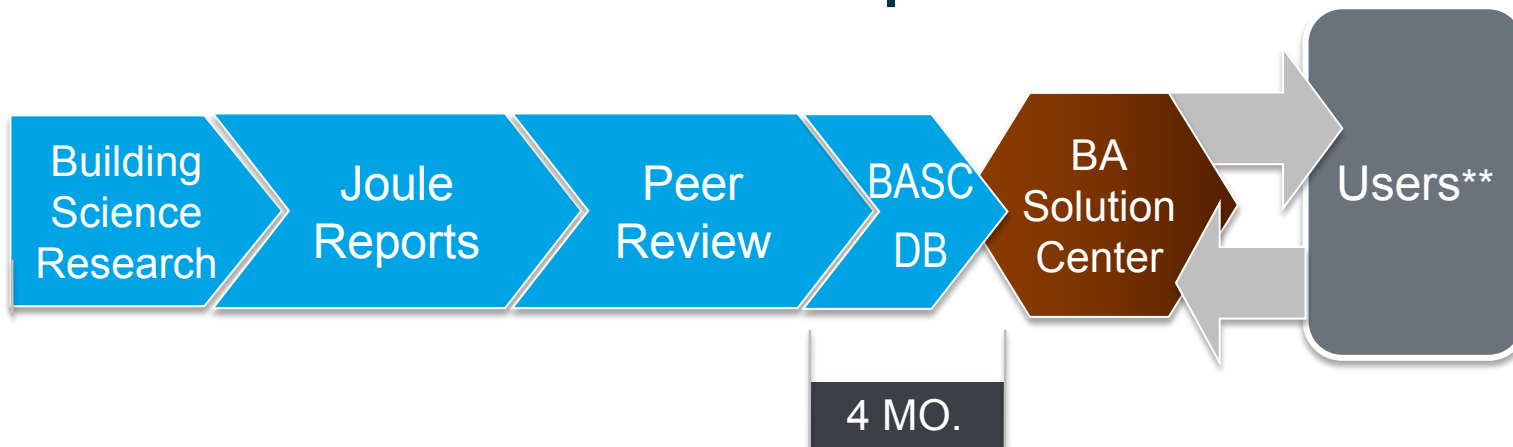 Building
Science
Research
Joule
Reports
Peer
Review
BASC
DB
BA
Solution
Center
Users**
4 MO.